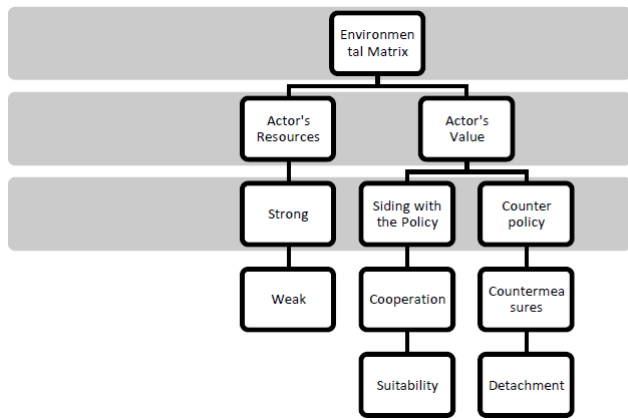 Environmen
tal Matrix
Actor's
Resources
Actor's
Value
Strong
Siding with
the Policy
Counter
policy
Weak
Cooperation
Countermea
sures
Suitability
Detachment